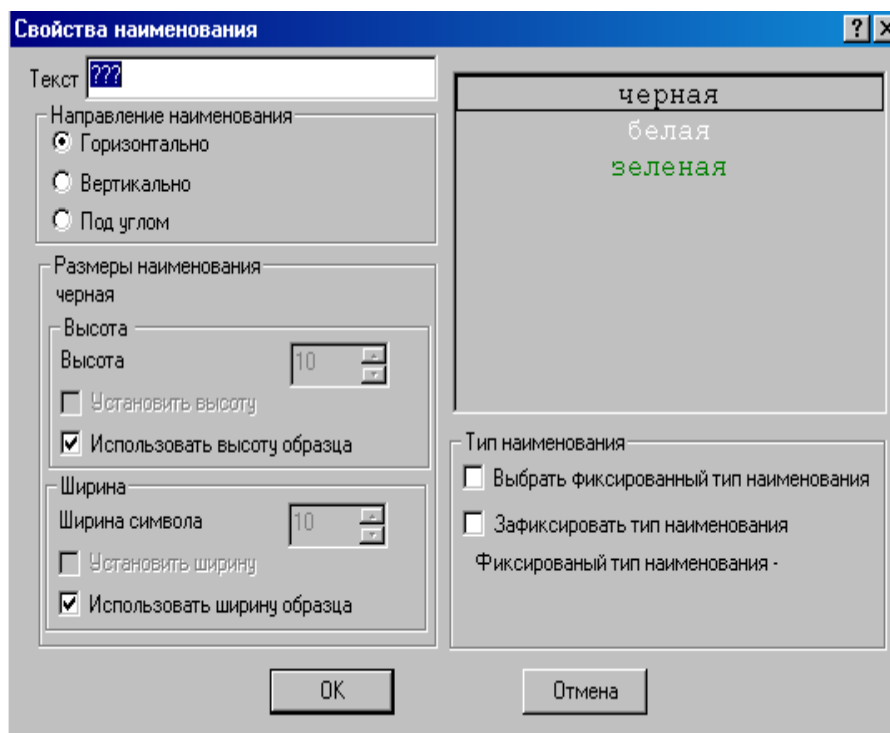 Свойства наименования
Текст ???
Направление наименования
Горизонтально
Вертикально
Под углом
Размеры наименования
черная
Высота
Высота 10
Установить высоту
Использовать высоту образца
Ширина
Ширина символа 10
Установить ширину
Использовать ширину образца
черная
белая
зеленая
Тип наименования
Выбрать фиксированный тип наименования
Зафиксировать тип наименования
Фиксированый тип наименования -
OK
Отмена